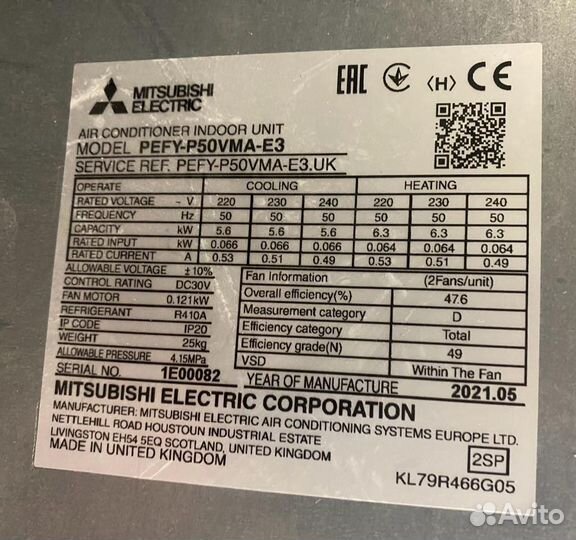 MITSUBISHI
ELECTRIC
EAC ⟨H⟩ CE
AIR CONDITIONER INDOOR UNIT
MODEL PEFY-P50VMA-E3
SERVICE REF. PEFY-P50VMA-E3.UK
OPERATE COOLING HEATING
RATED VOLTAGE ~ V 220 230 240 220 230 240
FREQUENCY Hz 50 50 50 50 50 50
CAPACITY kW 5.6 5.6 5.6 6.3 6.3 6.3
RATED INPUT kW 0.066 0.066 0.066 0.064 0.064 0.064
RATED CURRENT A 0.53 0.51 0.49 0.53 0.51 0.49
ALLOWABLE VOLTAGE ±10%
CONTROL RATING DC30V
FAN MOTOR 0.121kW
REFRIGERANT R410A
IP CODE IP20
WEIGHT 25kg
ALLOWABLE PRESSURE 4.15MPa
SERIAL NO. 1E00082
Fan Information (2Fans/unit)
Overall efficiency(%) 47.6
Measurement category D
Efficiency category Total
Efficiency grade(N) 49
VSD Within The Fan
YEAR OF MANUFACTURE 2021.05
MITSUBISHI ELECTRIC CORPORATION
MANUFACTURER: MITSUBISHI ELECTRIC AIR CONDITIONING SYSTEMS EUROPE LTD.
NETTLEHILL ROAD HOUSTOUN INDUSTRIAL ESTATE
LIVINGSTON EH54 5EQ SCOTLAND, UNITED KINGDOM
MADE IN UNITED KINGDOM
2SP
KL79R466G05
Avito